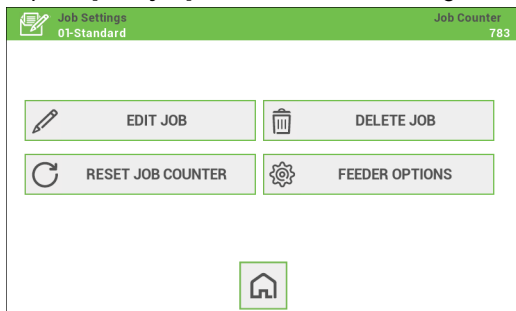 Job Settings
Job Counter
01-Standard
783
EDIT JOB
DELETE JOB
RESET JOB COUNTER
FEEDER OPTIONS